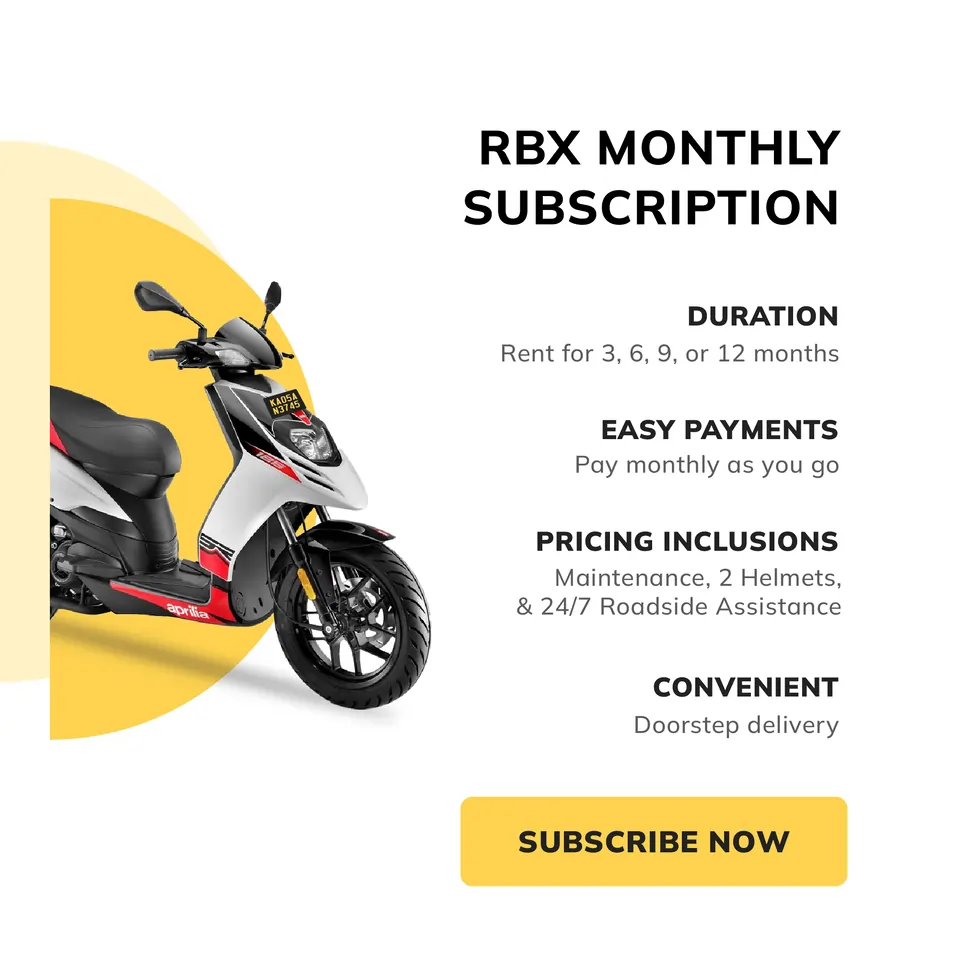 RBX MONTHLY
SUBSCRIPTION
DURATION
Rent for 3, 6, 9, or 12 months
EASY PAYMENTS
Pay monthly as you go
PRICING INCLUSIONS
Maintenance, 2 Helmets,
& 24/7 Roadside Assistance
CONVENIENT
Doorstep delivery
SUBSCRIBE NOW
KA05A
N3745
aprilia